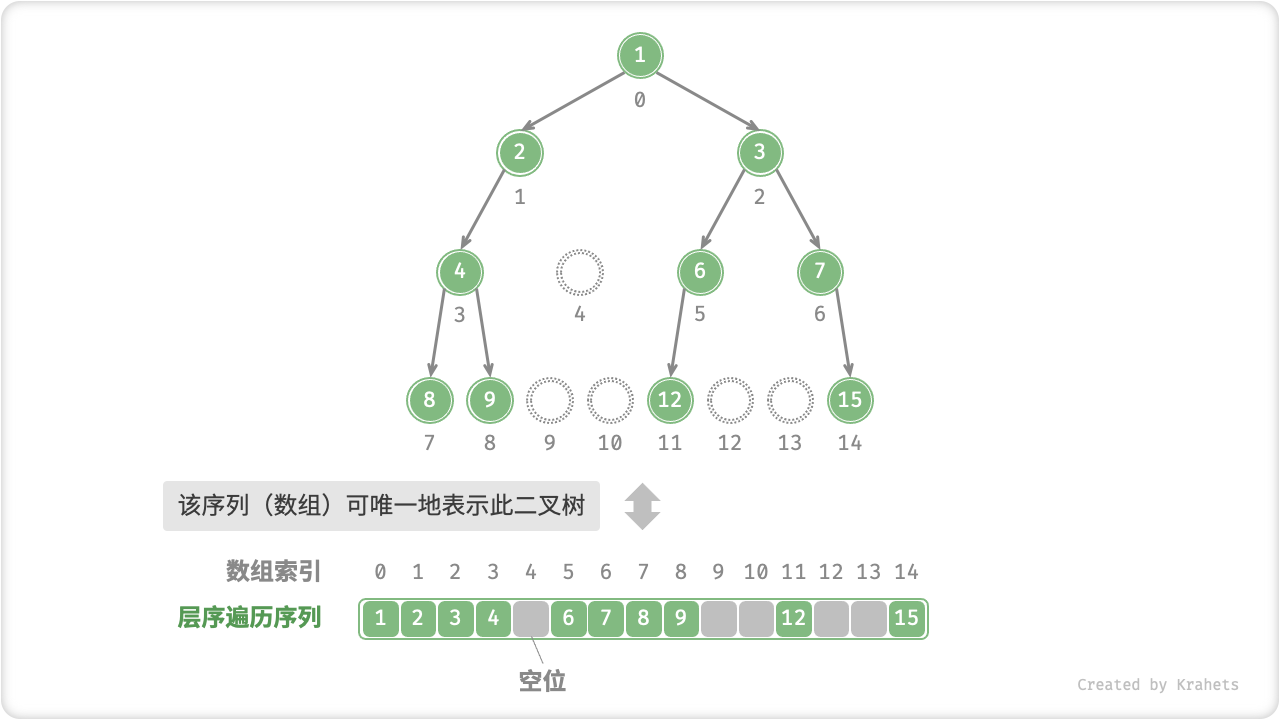 1
0
2 3
1 2
4 6 7
3 4 5 6
8 9 12 15
7 8 9 10 11 12 13 14
该序列（数组）可唯一地表示此二叉树
数组索引 0 1 2 3 4 5 6 7 8 9 10 11 12 13 14
层序遍历序列 1 2 3 4 6 7 8 9 12 15
空位
Created by Krahets